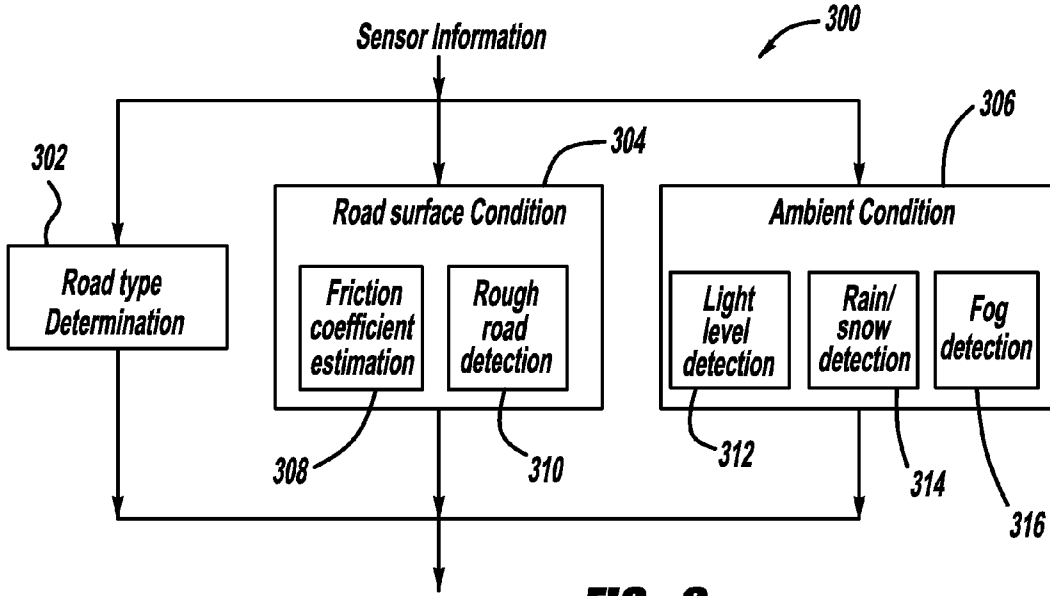 Sensor Information
300
302
304
306
Road type
Determination
Road surface Condition
Friction
coefficient
estimation
Rough
road
detection
308
310
Ambient Condition
Light
level
detection
Rain/
snow
detection
Fog
detection
312
314
316